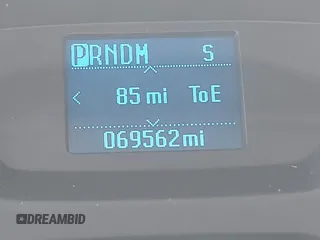 PRNDM S
< 85 mi ToE
069562mi
DREAMBID